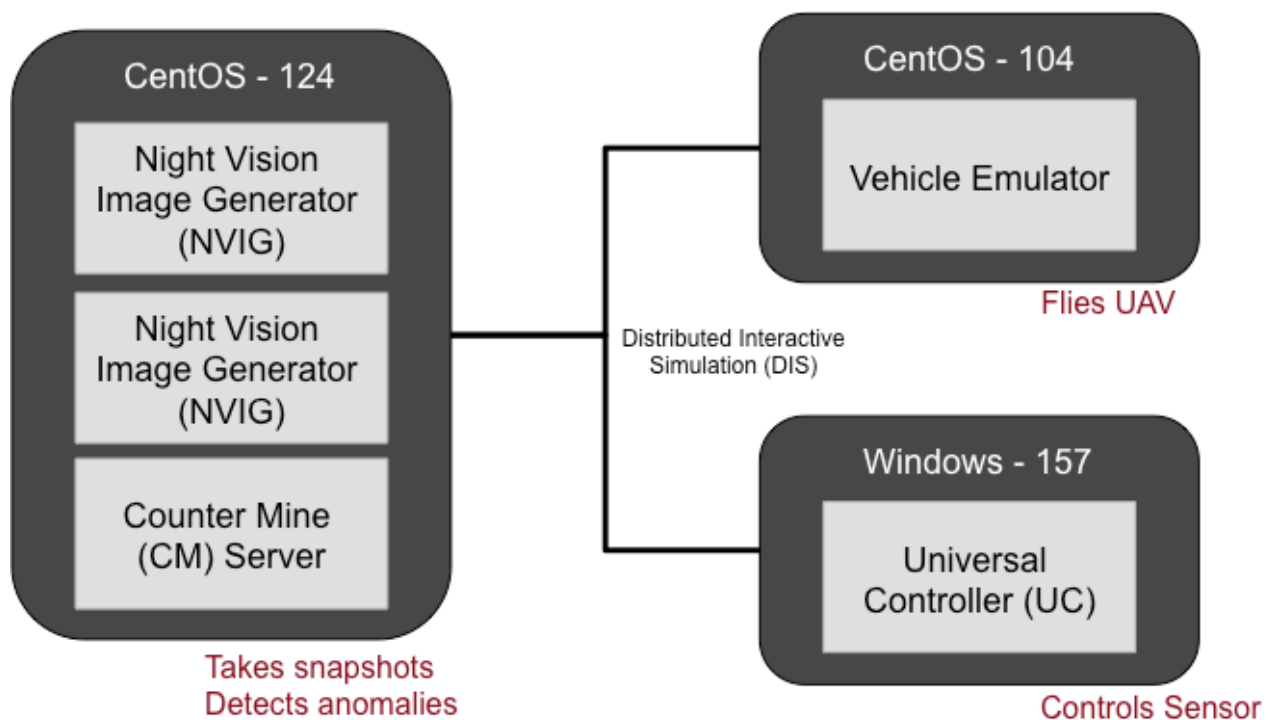 CentOS - 124
Night Vision
Image Generator
(NVIG)
Night Vision
Image Generator
(NVIG)
Counter Mine
(CM) Server
Takes snapshots
Detects anomalies
Distributed Interactive
Simulation (DIS)
CentOS - 104
Vehicle Emulator
Flies UAV
Windows - 157
Universal
Controller (UC)
Controls Sensor